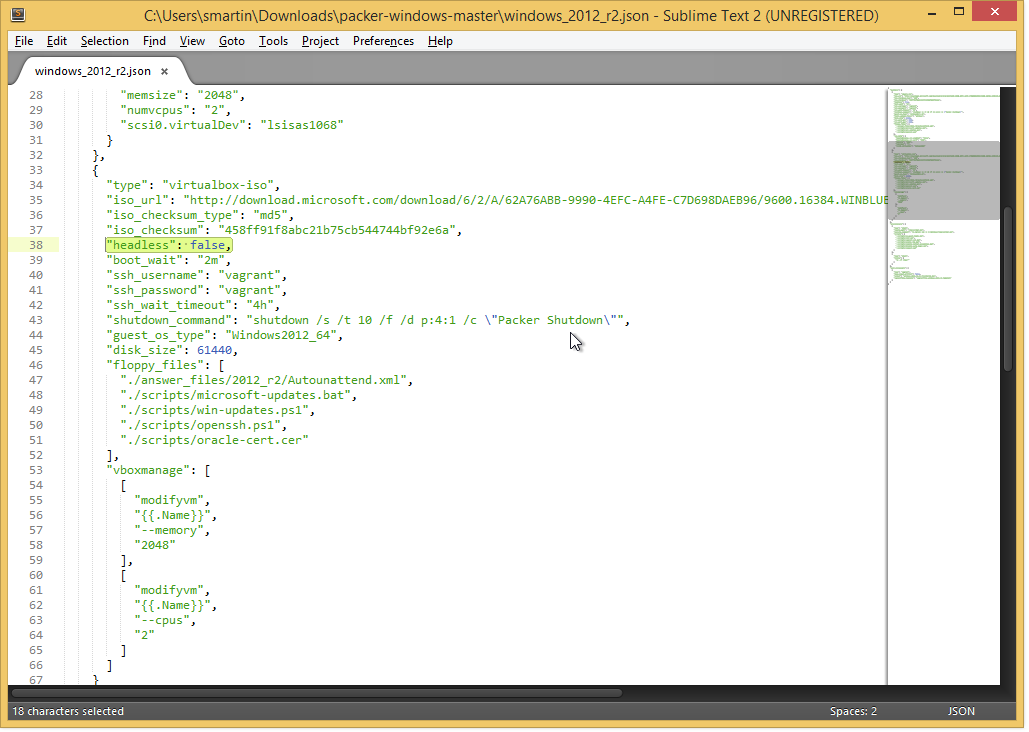 C:\Users\smartin\Downloads\packer-windows-master\windows_2012_r2.json - Sublime Text 2 (UNREGISTERED)
File Edit Selection Find View Goto Tools Project Preferences Help
windows_2012_r2.json
28 "memsize": "2048",
29 "numvcpus": "2",
30 "scsi0.virtualDev": "lsisas1068"
31 }
32 },
33 {
34 "type": "virtualbox-iso",
35 "iso_url": "http://download.microsoft.com/download/6/2/A/62A76ABB-9990-4EFC-A4FE-C7D698DAEB96/9600.16384.WINBLUE
36 "iso_checksum_type": "md5",
37 "iso_checksum": "458ff91f8abc21b75cb544744bf92e6a",
38 "headless": false,
39 "boot_wait": "2m",
40 "ssh_username": "vagrant",
41 "ssh_password": "vagrant",
42 "ssh_wait_timeout": "4h",
43 "shutdown_command": "shutdown /s /t 10 /f /d p:4:1 /c \"Packer Shutdown\"",
44 "guest_os_type": "Windows2012_64",
45 "disk_size": 61440,
46 "floppy_files": [
47 "./answer_files/2012_r2/Autounattend.xml",
48 "./scripts/microsoft-updates.bat",
49 "./scripts/win-updates.ps1",
50 "./scripts/openssh.ps1",
51 "./scripts/oracle-cert.cer"
52 ],
53 "vboxmanage": [
54 [
55 "modifyvm",
56 "{{.Name}}",
57 "--memory",
58 "2048"
59 ],
60 [
61 "modifyvm",
62 "{{.Name}}",
63 "--cpus",
64 "2"
65 ]
66 ]
67 }
18 characters selected
Spaces: 2
JSON